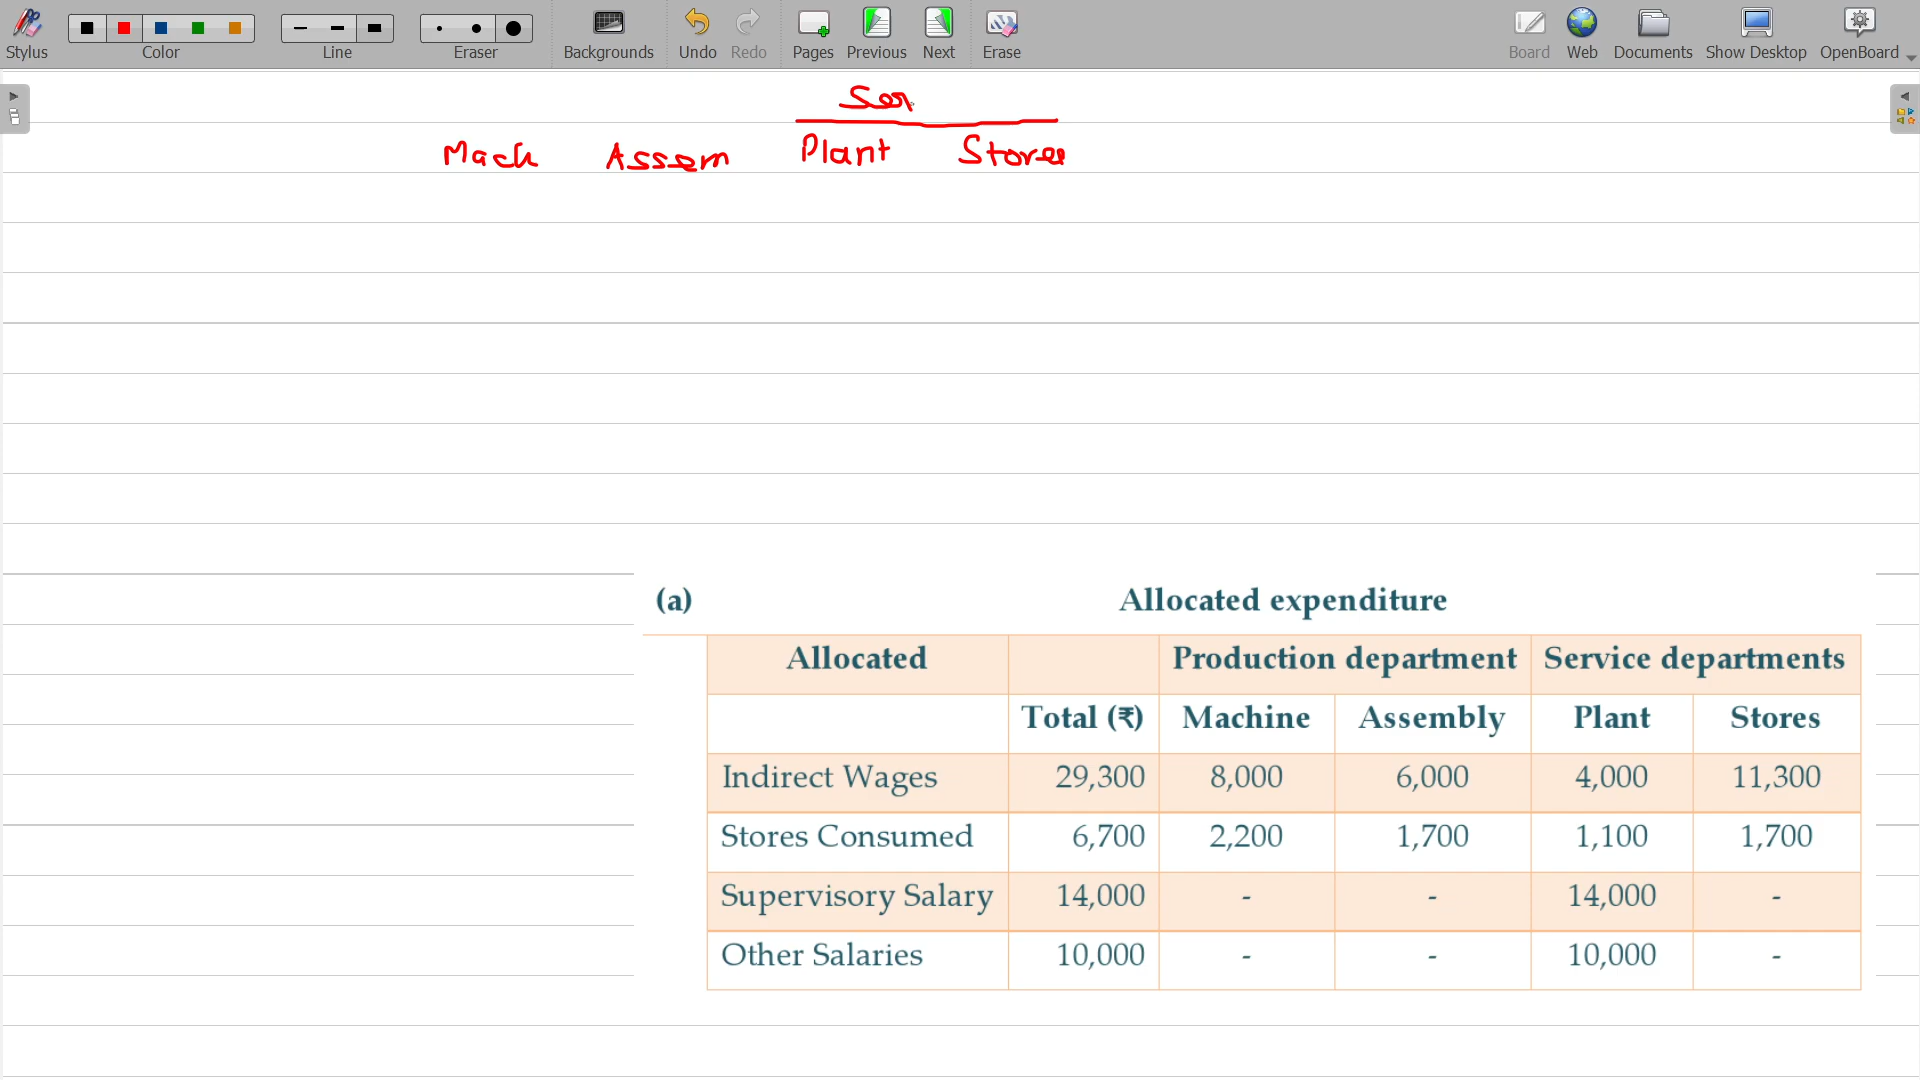 Stylus Color Line Eraser Backgrounds Undo Redo Pages Previous Next Erase Board Web Documents Show Desktop OpenBoard
Ser
Mach Assem Plant Stores
(a) Allocated expenditure
Allocated Production department Service departments
Total (₹) Machine Assembly Plant Stores
Indirect Wages 29,300 8,000 6,000 4,000 11,300
Stores Consumed 6,700 2,200 1,700 1,100 1,700
Supervisory Salary 14,000 - - 14,000 -
Other Salaries 10,000 - - 10,000 -